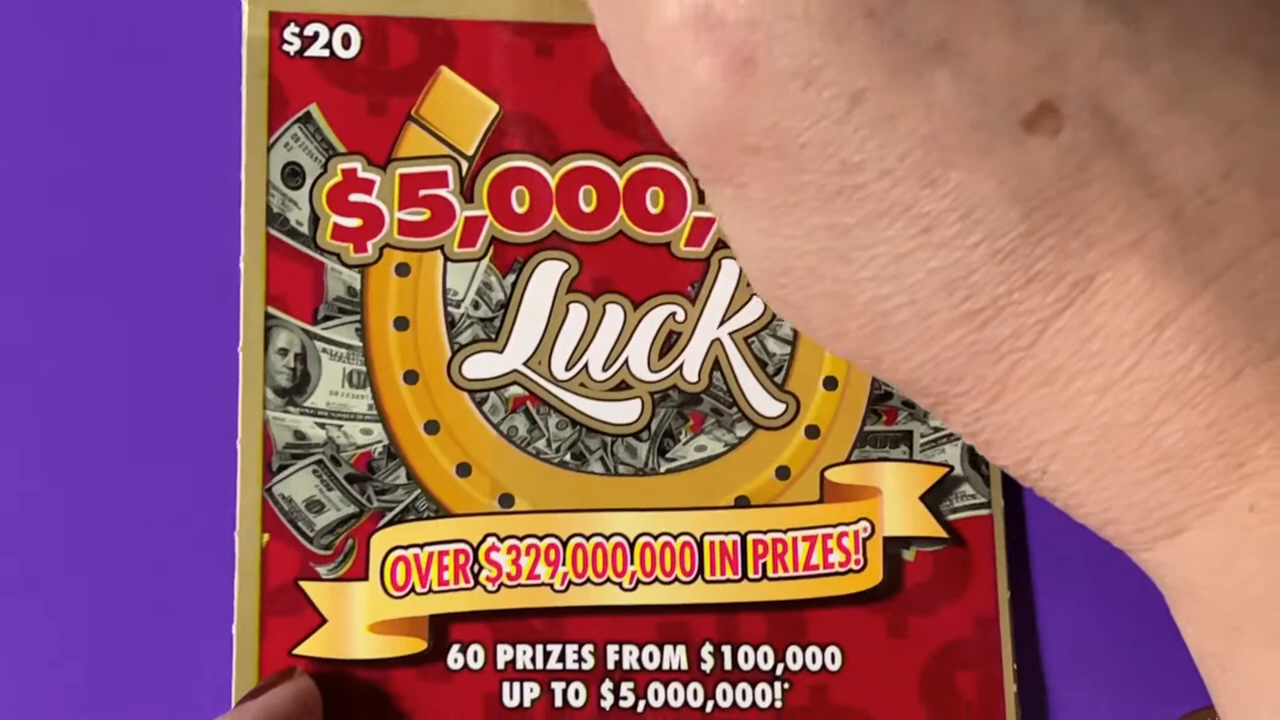 $20
$5,000,
Luck
OVER $329,000,000 IN PRIZES!*
60 PRIZES FROM $100,000
UP TO $5,000,000!*